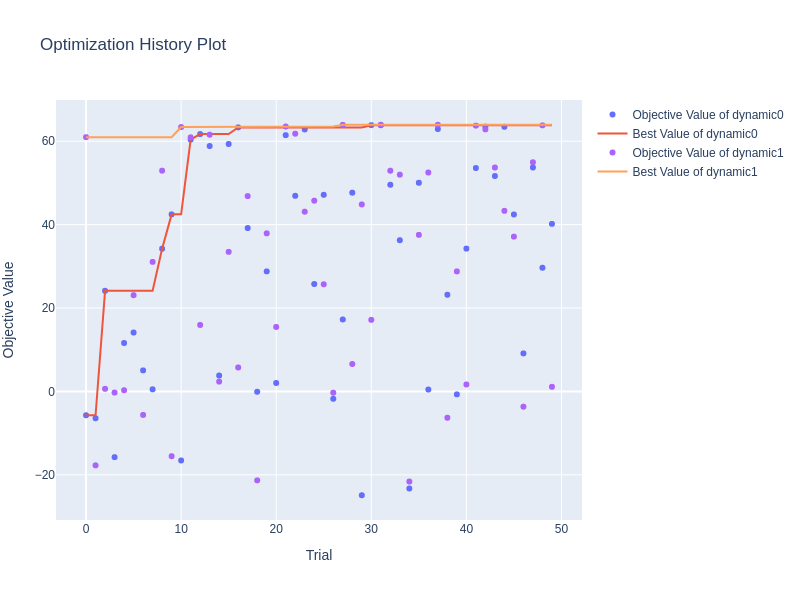 Optimization History Plot
Objective Value of dynamic0
Best Value of dynamic0
Objective Value of dynamic1
Best Value of dynamic1
Objective Value
60
40
20
0
−20
0 10 20 30 40 50
Trial